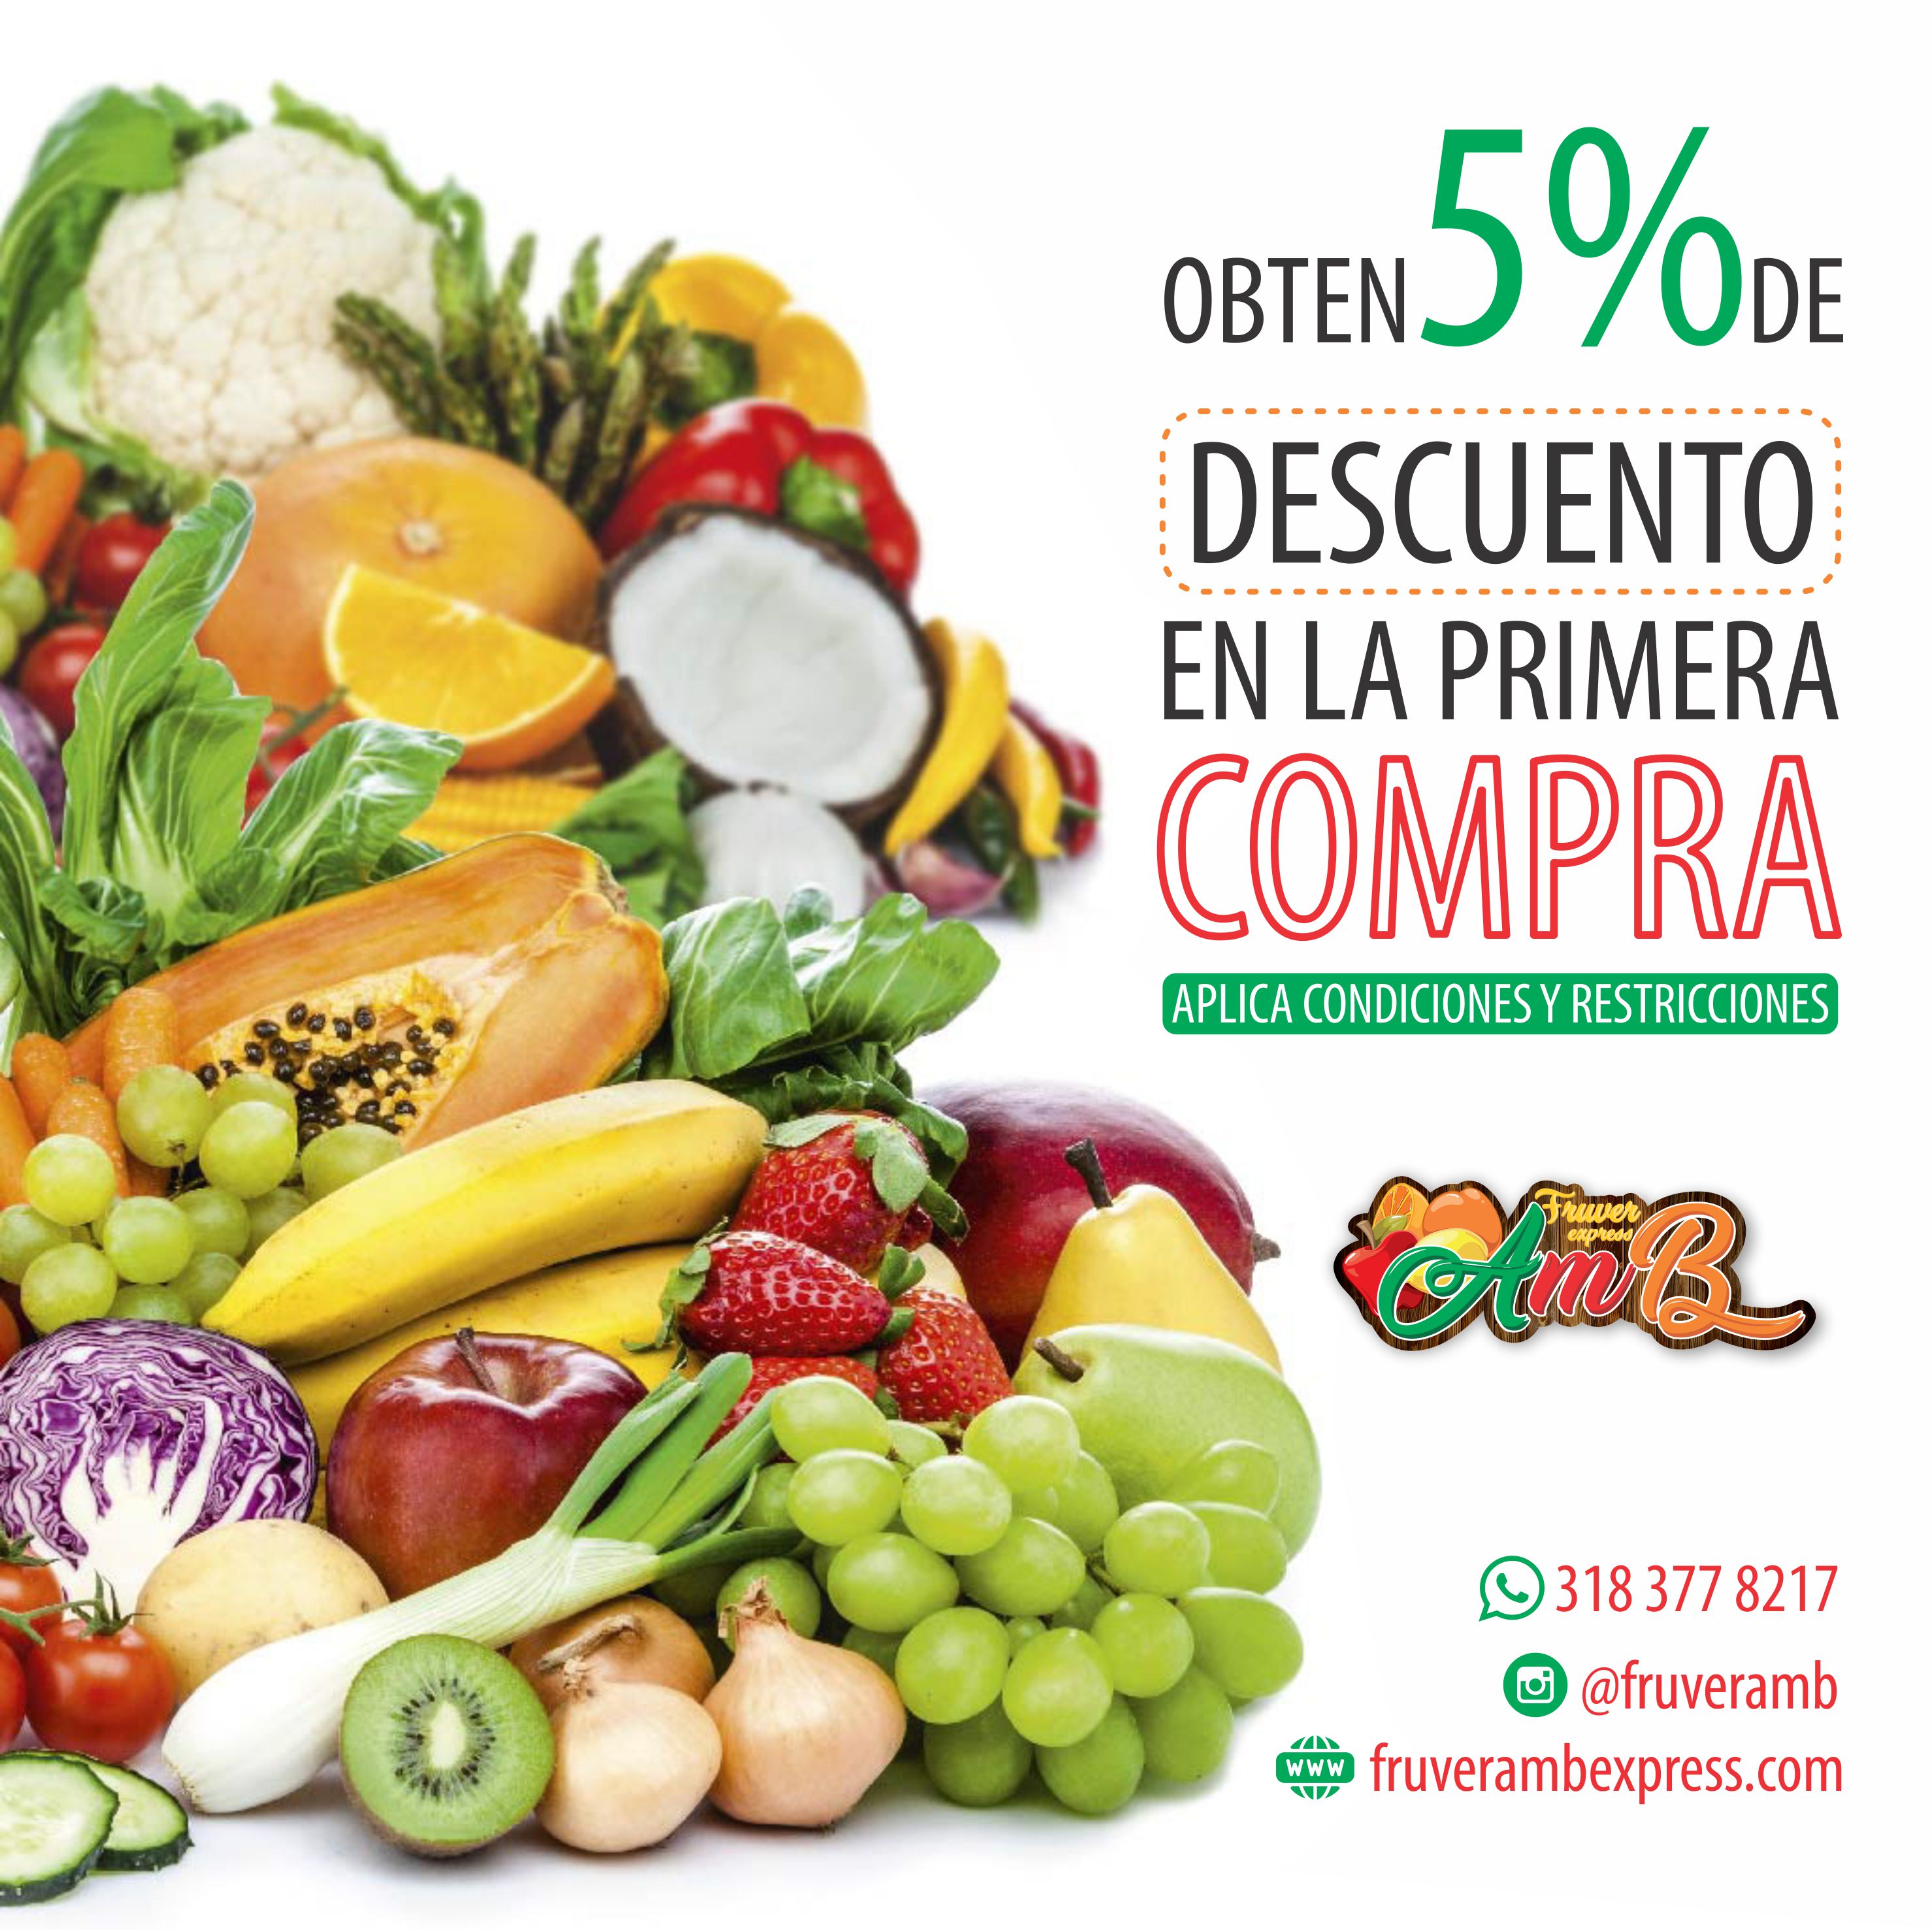 OBTEN 5% DE
DESCUENTO
EN LA PRIMERA
COMPRA
APLICA CONDICIONES Y RESTRICCIONES
Fruver
express
AmB
318 377 8217
@fruveramb
www fruverambexpress.com